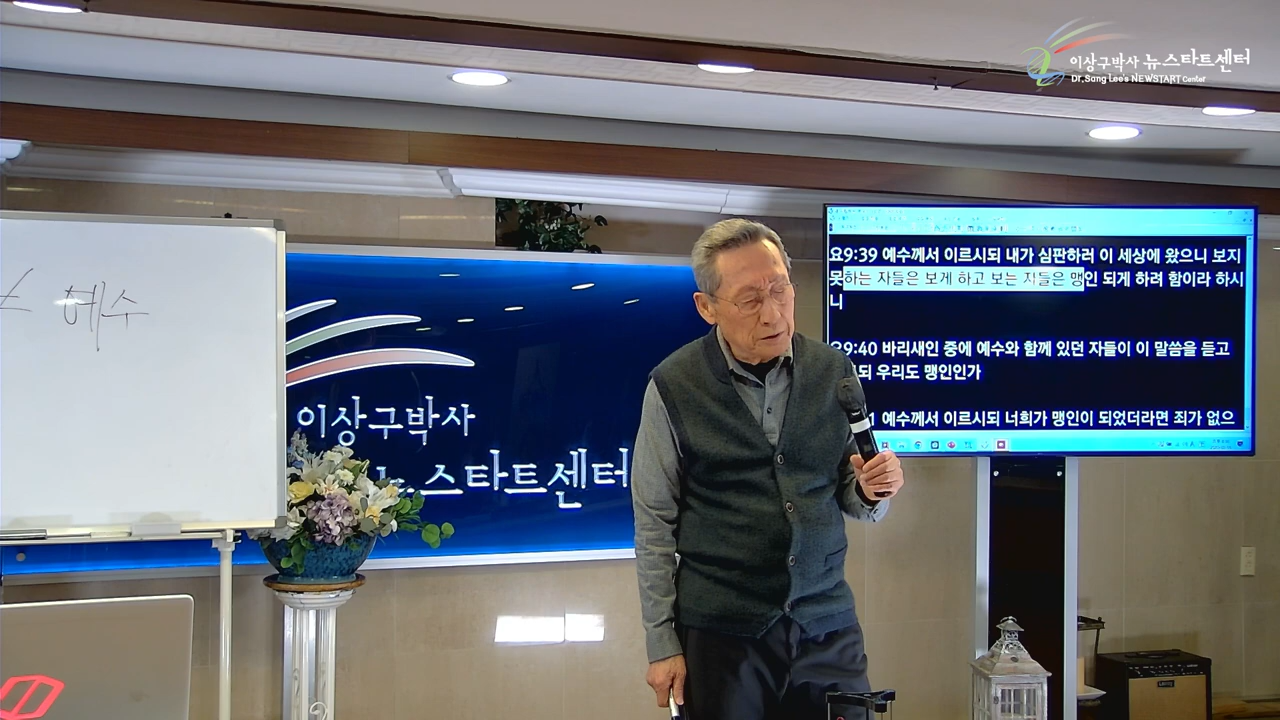 이상구박사 뉴스타트센터
Dr. Sang Lee's NEWSTART Center
예수
이상구박사
뉴스타트센터
요9:39 예수께서 이르시되 내가 심판하러 이 세상에 왔으니 보지
못하는 자들은 보게 하고 보는 자들은 맹인 되게 하려 함이라 하시
니
요9:40 바리새인 중에 예수와 함께 있던 자들이 이 말씀을 듣고
되 우리도 맹인인가
1 예수께서 이르시되 너희가 맹인이 되었더라면 죄가 없으